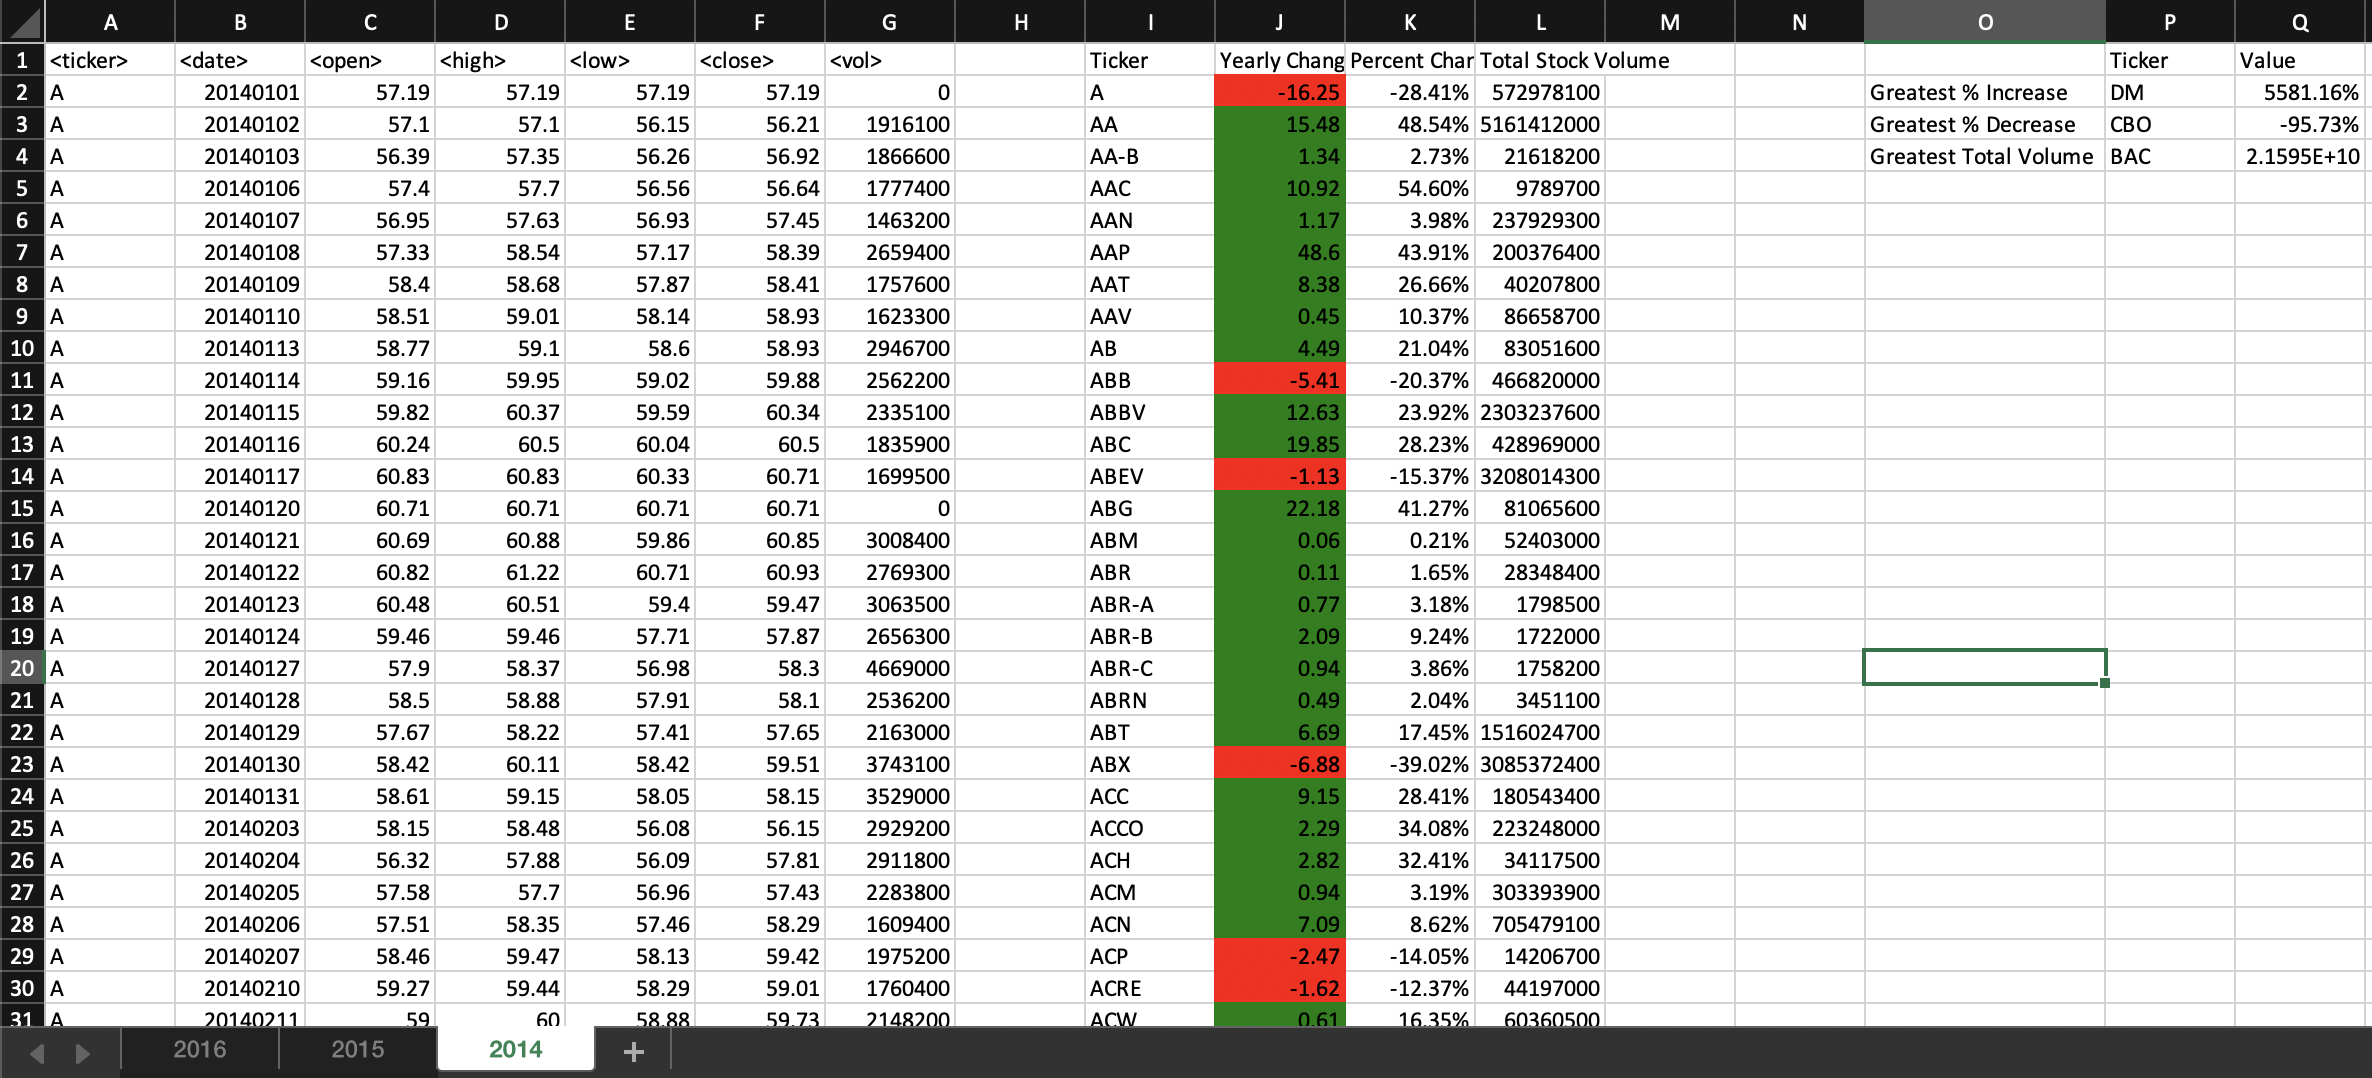 A B C D E F G H I J K L M N O P Q
1 <ticker> <date> <open> <high> <low> <close> <vol> Ticker Yearly Chang Percent Char Total Stock Volume Ticker Value
2 A 20140101 57.19 57.19 57.19 57.19 0 A -16.25 -28.41% 572978100 Greatest % Increase DM 5581.16%
3 A 20140102 57.1 57.1 56.15 56.21 1916100 AA 15.48 48.54% 5161412000 Greatest % Decrease CBO -95.73%
4 A 20140103 56.39 57.35 56.26 56.92 1866600 AA-B 1.34 2.73% 21618200 Greatest Total Volume BAC 2.1595E+10
5 A 20140106 57.4 57.7 56.56 56.64 1777400 AAC 10.92 54.60% 9789700
6 A 20140107 56.95 57.63 56.93 57.45 1463200 AAN 1.17 3.98% 237929300
7 A 20140108 57.33 58.54 57.17 58.39 2659400 AAP 48.6 43.91% 200376400
8 A 20140109 58.4 58.68 57.87 58.41 1757600 AAT 8.38 26.66% 40207800
9 A 20140110 58.51 59.01 58.14 58.93 1623300 AAV 0.45 10.37% 86658700
10 A 20140113 58.77 59.1 58.6 58.93 2946700 AB 4.49 21.04% 83051600
11 A 20140114 59.16 59.95 59.02 59.88 2562200 ABB -5.41 -20.37% 466820000
12 A 20140115 59.82 60.37 59.59 60.34 2335100 ABBV 12.63 23.92% 2303237600
13 A 20140116 60.24 60.5 60.04 60.5 1835900 ABC 19.85 28.23% 428969000
14 A 20140117 60.83 60.83 60.33 60.71 1699500 ABEV -1.13 -15.37% 3208014300
15 A 20140120 60.71 60.71 60.71 60.71 0 ABG 22.18 41.27% 81065600
16 A 20140121 60.69 60.88 59.86 60.85 3008400 ABM 0.06 0.21% 52403000
17 A 20140122 60.82 61.22 60.71 60.93 2769300 ABR 0.11 1.65% 28348400
18 A 20140123 60.48 60.51 59.4 59.47 3063500 ABR-A 0.77 3.18% 1798500
19 A 20140124 59.46 59.46 57.71 57.87 2656300 ABR-B 2.09 9.24% 1722000
20 A 20140127 57.9 58.37 56.98 58.3 4669000 ABR-C 0.94 3.86% 1758200
21 A 20140128 58.5 58.88 57.91 58.1 2536200 ABRN 0.49 2.04% 3451100
22 A 20140129 57.67 58.22 57.41 57.65 2163000 ABT 6.69 17.45% 1516024700
23 A 20140130 58.42 60.11 58.42 59.51 3743100 ABX -6.88 -39.02% 3085372400
24 A 20140131 58.61 59.15 58.05 58.15 3529000 ACC 9.15 28.41% 180543400
25 A 20140203 58.15 58.48 56.08 56.15 2929200 ACCO 2.29 34.08% 223248000
26 A 20140204 56.32 57.88 56.09 57.81 2911800 ACH 2.82 32.41% 34117500
27 A 20140205 57.58 57.7 56.96 57.43 2283800 ACM 0.94 3.19% 303393900
28 A 20140206 57.51 58.35 57.46 58.29 1609400 ACN 7.09 8.62% 705479100
29 A 20140207 58.46 59.47 58.13 59.42 1975200 ACP -2.47 -14.05% 14206700
30 A 20140210 59.27 59.44 58.29 59.01 1760400 ACRE -1.62 -12.37% 44197000
31 A 20140211 59 60 58.88 59.73 2148200 ACW 0.61 16.35% 60360500
2016 2015 2014 +